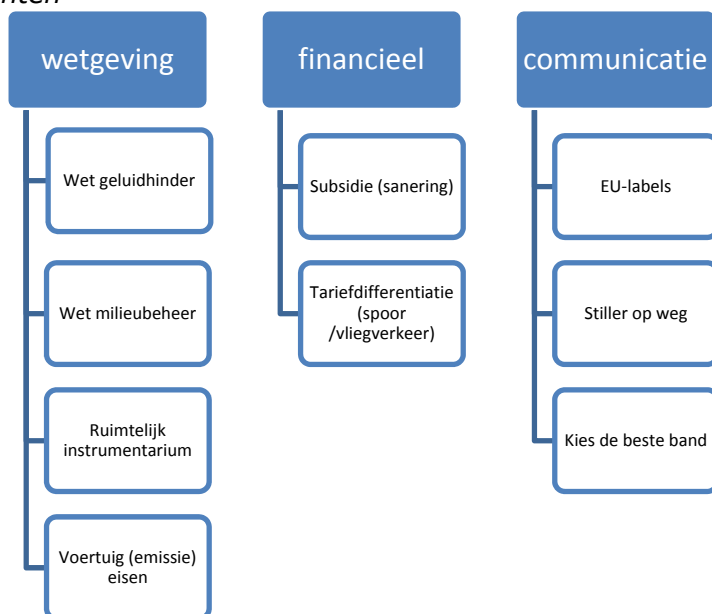 wetgeving
Wet geluidhinder
Wet milieubeheer
Ruimtelijk
instrumentarium
Voertuig (emissie)
eisen
financieel
Subsidie (sanering)
Tariefdifferentiatie
(spoor
/vliegverkeer)
communicatie
EU-labels
Stiller op weg
Kies de beste band